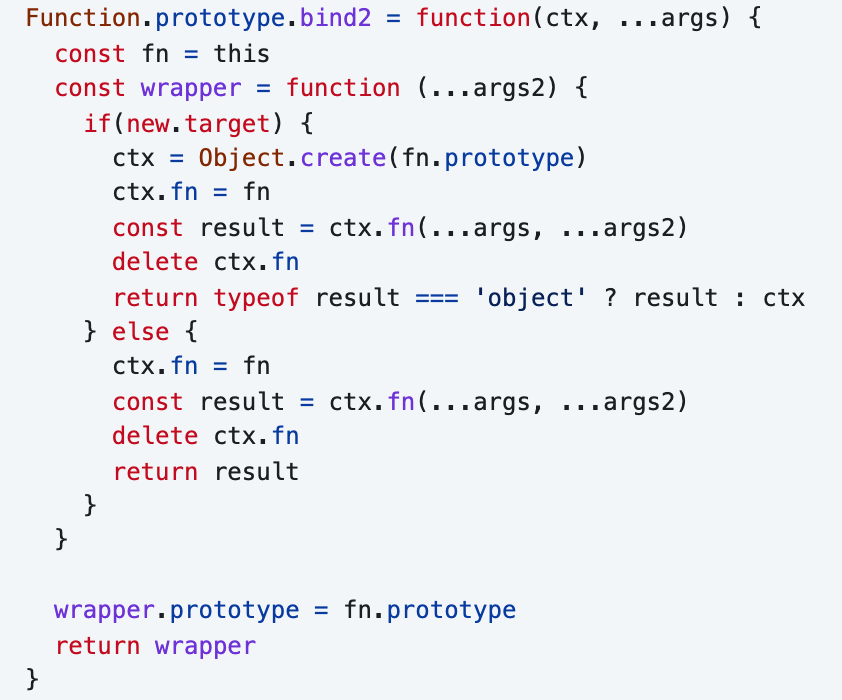 Function.prototype.bind2 = function(ctx, ...args) {
  const fn = this
  const wrapper = function (...args2) {
    if(new.target) {
      ctx = Object.create(fn.prototype)
      ctx.fn = fn
      const result = ctx.fn(...args, ...args2)
      delete ctx.fn
      return typeof result === 'object' ? result : ctx
    } else {
      ctx.fn = fn
      const result = ctx.fn(...args, ...args2)
      delete ctx.fn
      return result
    }
  }

  wrapper.prototype = fn.prototype
  return wrapper
}